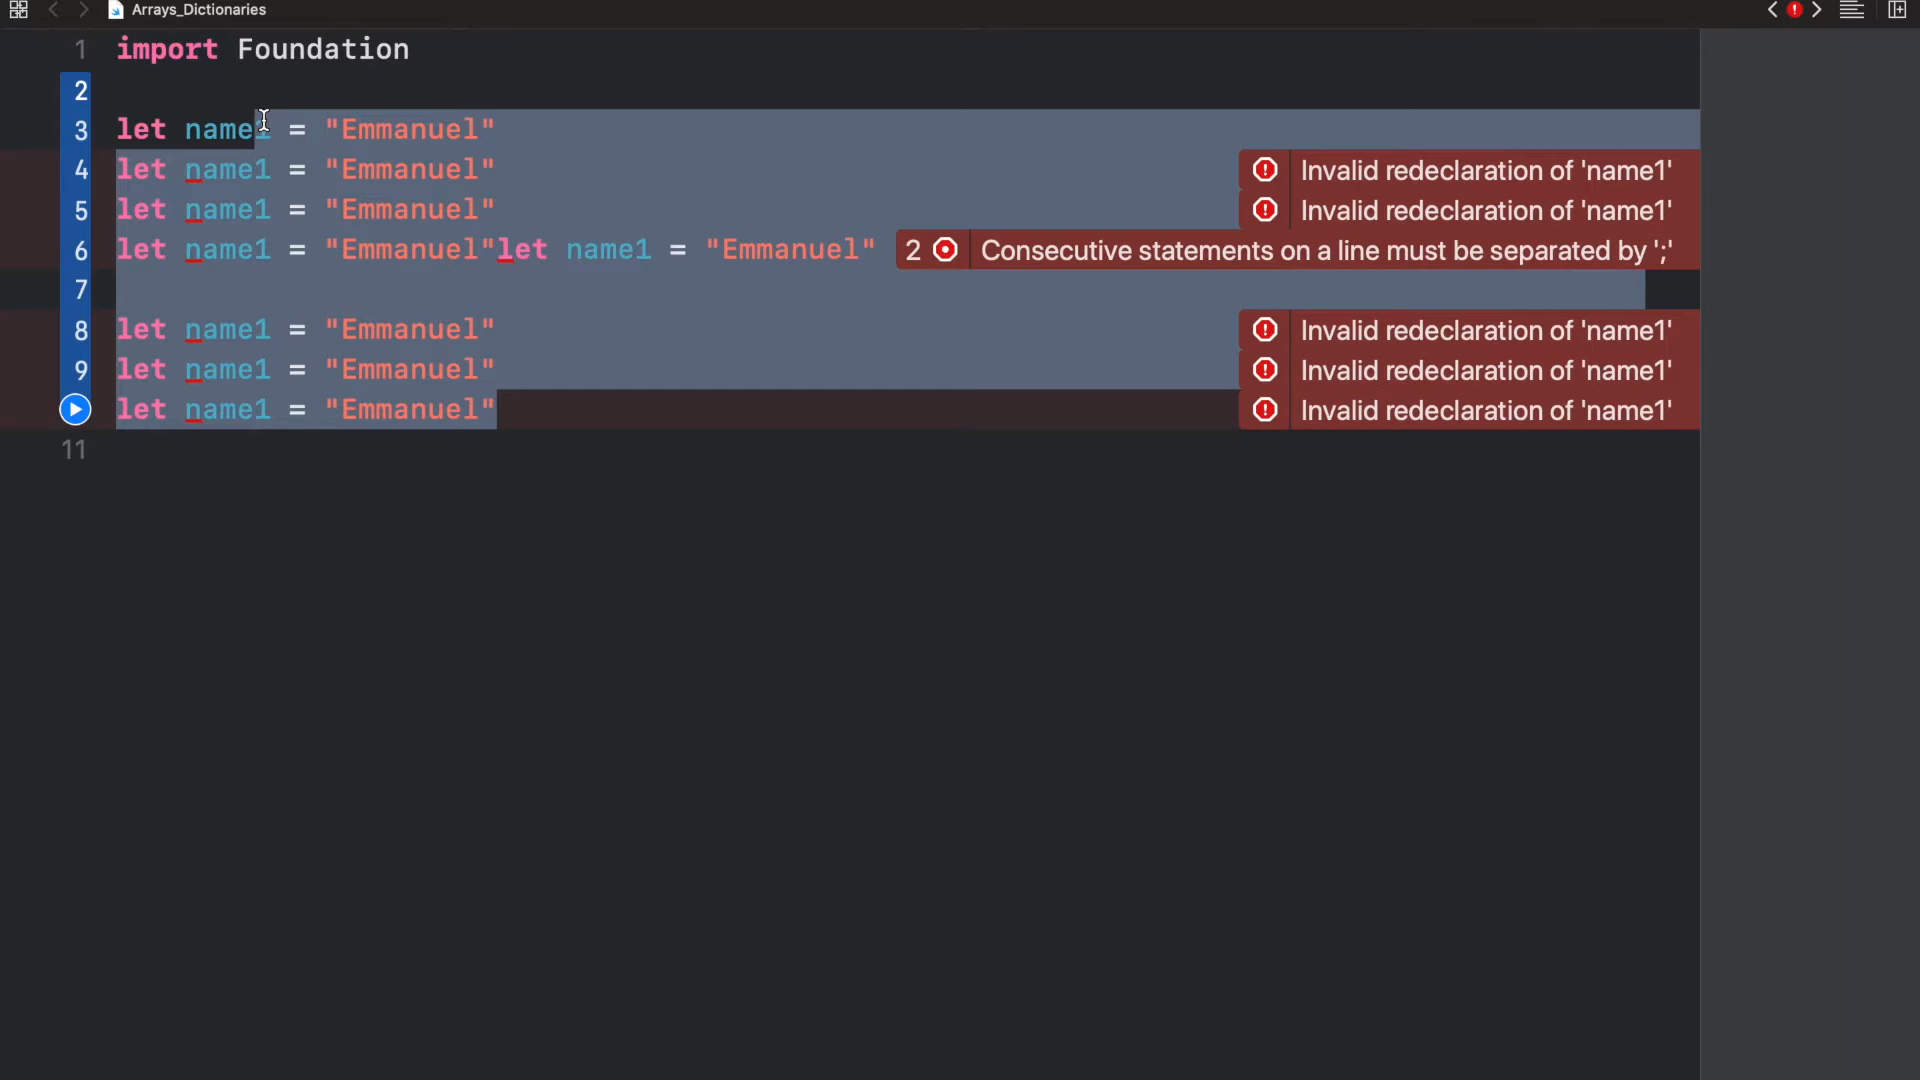 Arrays_Dictionaries
1 import Foundation
2
3 let name1 = "Emmanuel"
4 let name1 = "Emmanuel" Invalid redeclaration of 'name1'
5 let name1 = "Emmanuel" Invalid redeclaration of 'name1'
6 let name1 = "Emmanuel"let name1 = "Emmanuel" 2 Consecutive statements on a line must be separated by ';'
7
8 let name1 = "Emmanuel" Invalid redeclaration of 'name1'
9 let name1 = "Emmanuel" Invalid redeclaration of 'name1'
let name1 = "Emmanuel" Invalid redeclaration of 'name1'
11